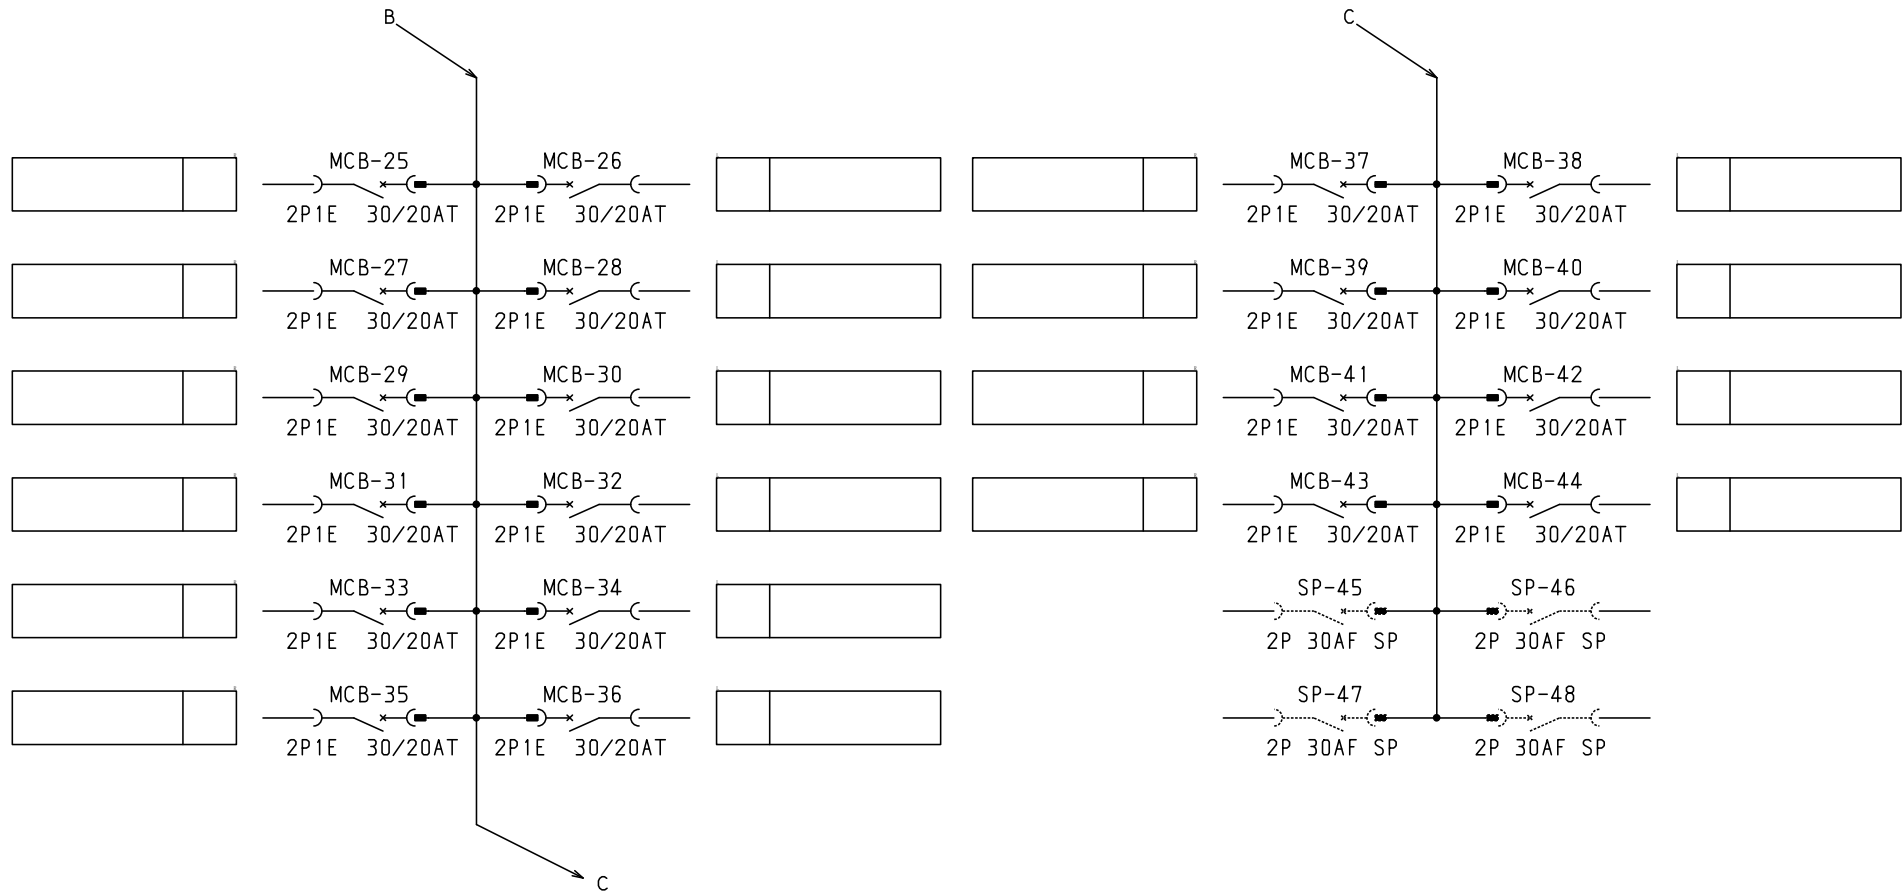 B
MCB-25 MCB-26
2P1E 30/20AT 2P1E 30/20AT
MCB-27 MCB-28
2P1E 30/20AT 2P1E 30/20AT
MCB-29 MCB-30
2P1E 30/20AT 2P1E 30/20AT
MCB-31 MCB-32
2P1E 30/20AT 2P1E 30/20AT
MCB-33 MCB-34
2P1E 30/20AT 2P1E 30/20AT
MCB-35 MCB-36
2P1E 30/20AT 2P1E 30/20AT
C
C
MCB-37 MCB-38
2P1E 30/20AT 2P1E 30/20AT
MCB-39 MCB-40
2P1E 30/20AT 2P1E 30/20AT
MCB-41 MCB-42
2P1E 30/20AT 2P1E 30/20AT
MCB-43 MCB-44
2P1E 30/20AT 2P1E 30/20AT
SP-45 SP-46
2P 30AF SP 2P 30AF SP
SP-47 SP-48
2P 30AF SP 2P 30AF SP